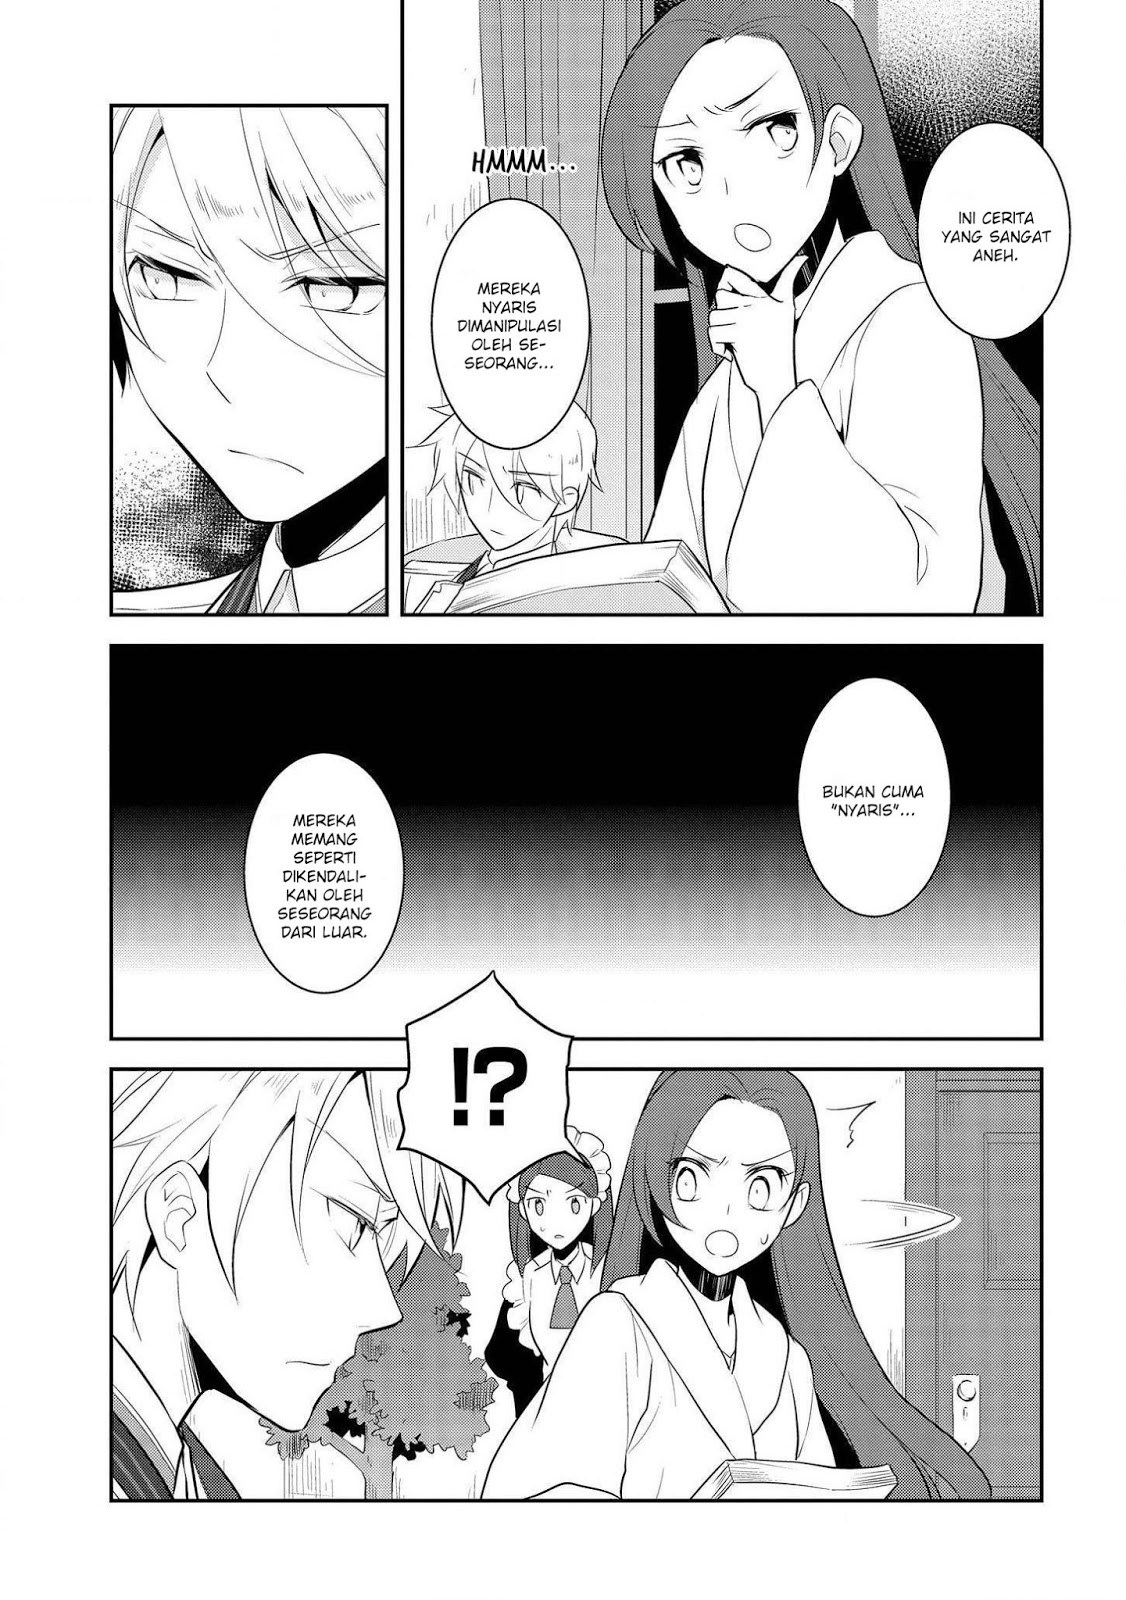 INI CERITA
YANG SANGAT
ANEH.
HMMM...
MEREKA
NYARIS
DIMANIPULASI
OLEH SE-
SEORANG...
BUKAN CUMA
"NYARIS"...
MEREKA
MEMANG
SEPERTI
DIKENDALI-
KAN OLEH
SESEORANG
DARI LUAR.
!?